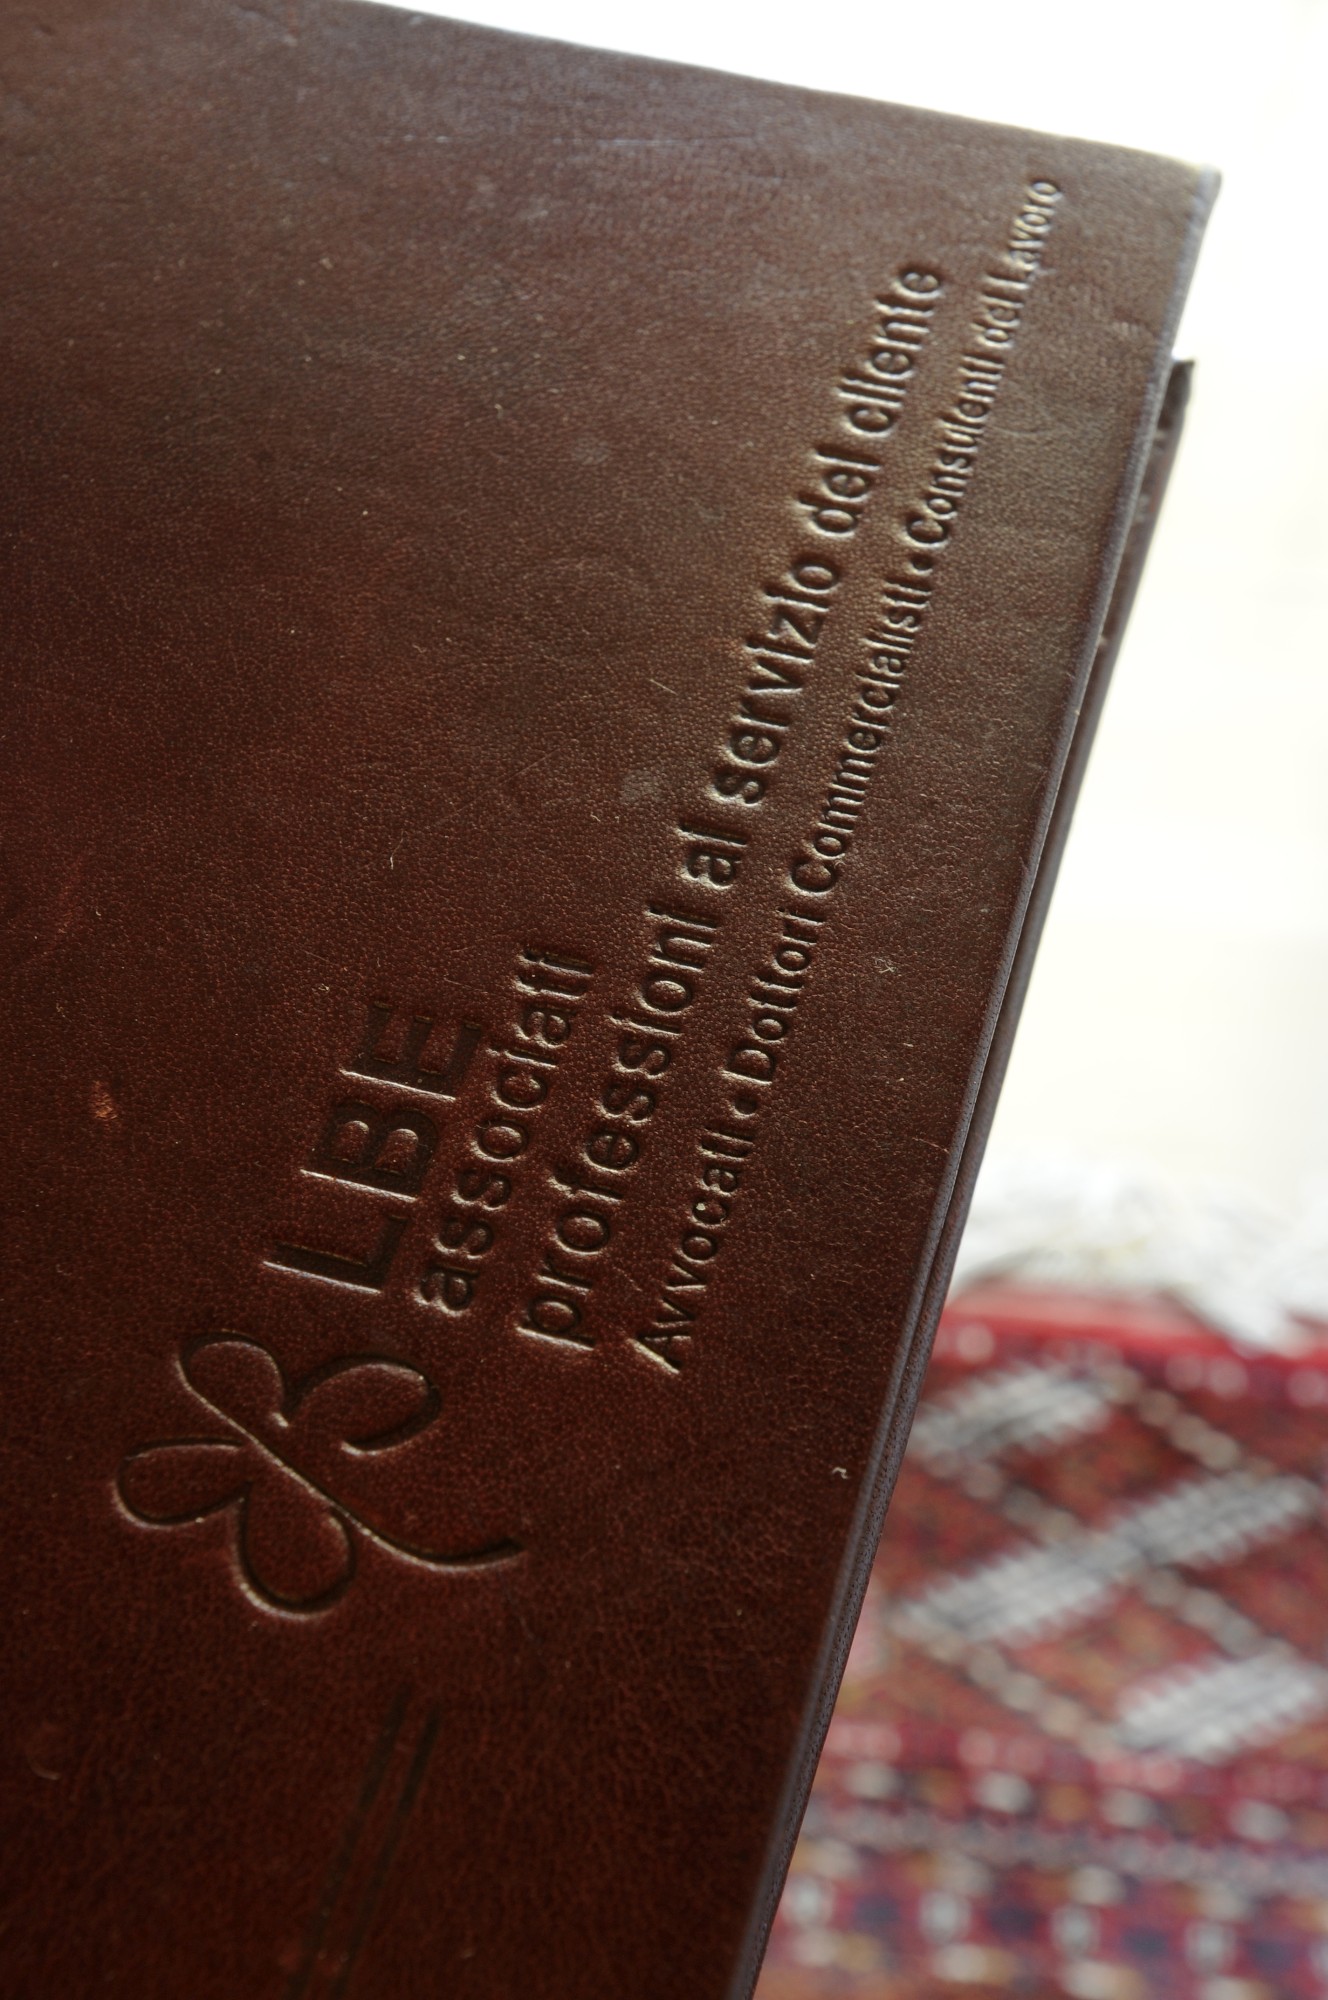 LBE
associati
professioni al servizio del cliente
Avvocati • Dottori Commercialisti • Consulenti del Lavoro